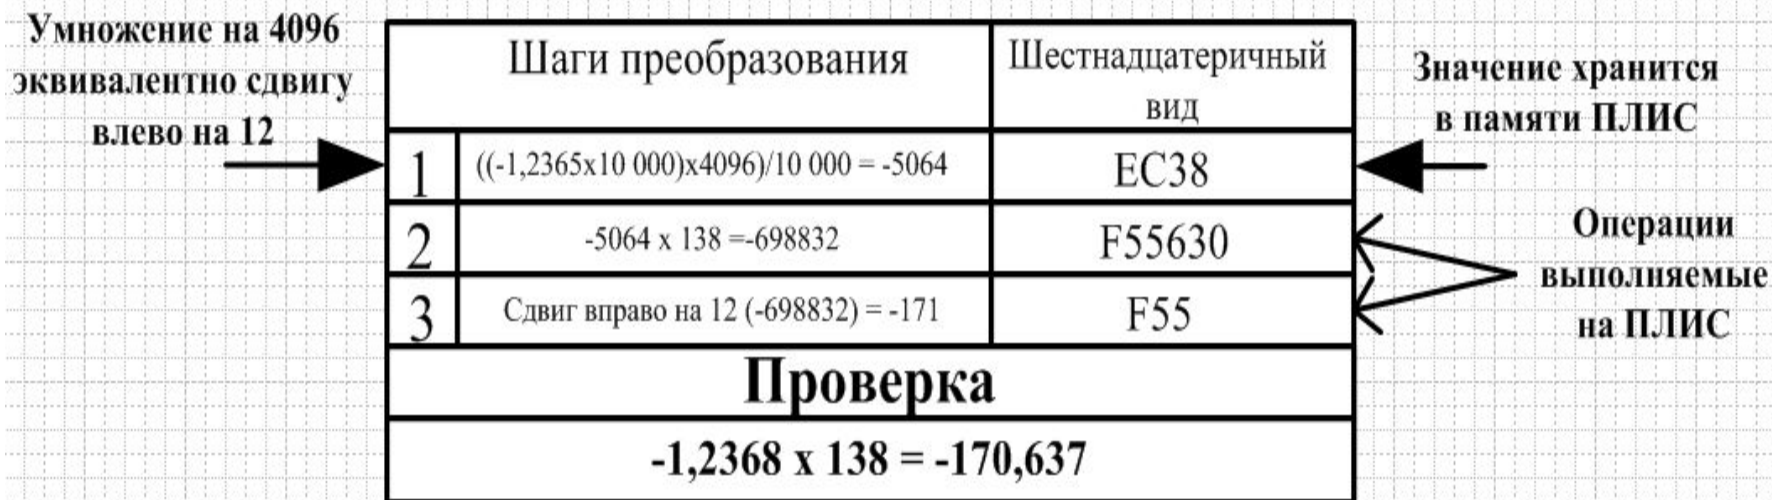 Умножение на 4096
эквивалентно сдвигу
влево на 12
Шаги преобразования
Шестнадцатеричный
вид
1 ((-1,2365x10 000)x4096)/10 000 = -5064 EC38
2 -5064 x 138 =-698832 F55630
3 Сдвиг вправо на 12 (-698832) = -171 F55
Проверка
-1,2368 x 138 = -170,637
Значение хранится
в памяти ПЛИС
Операции
выполняемые
на ПЛИС